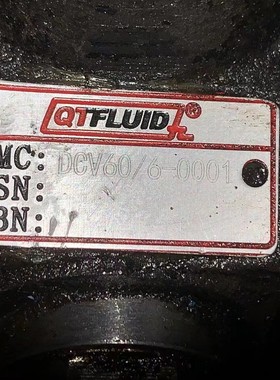 QTFLUID ®
MC: DCV60/6-0001
SN:
BN: